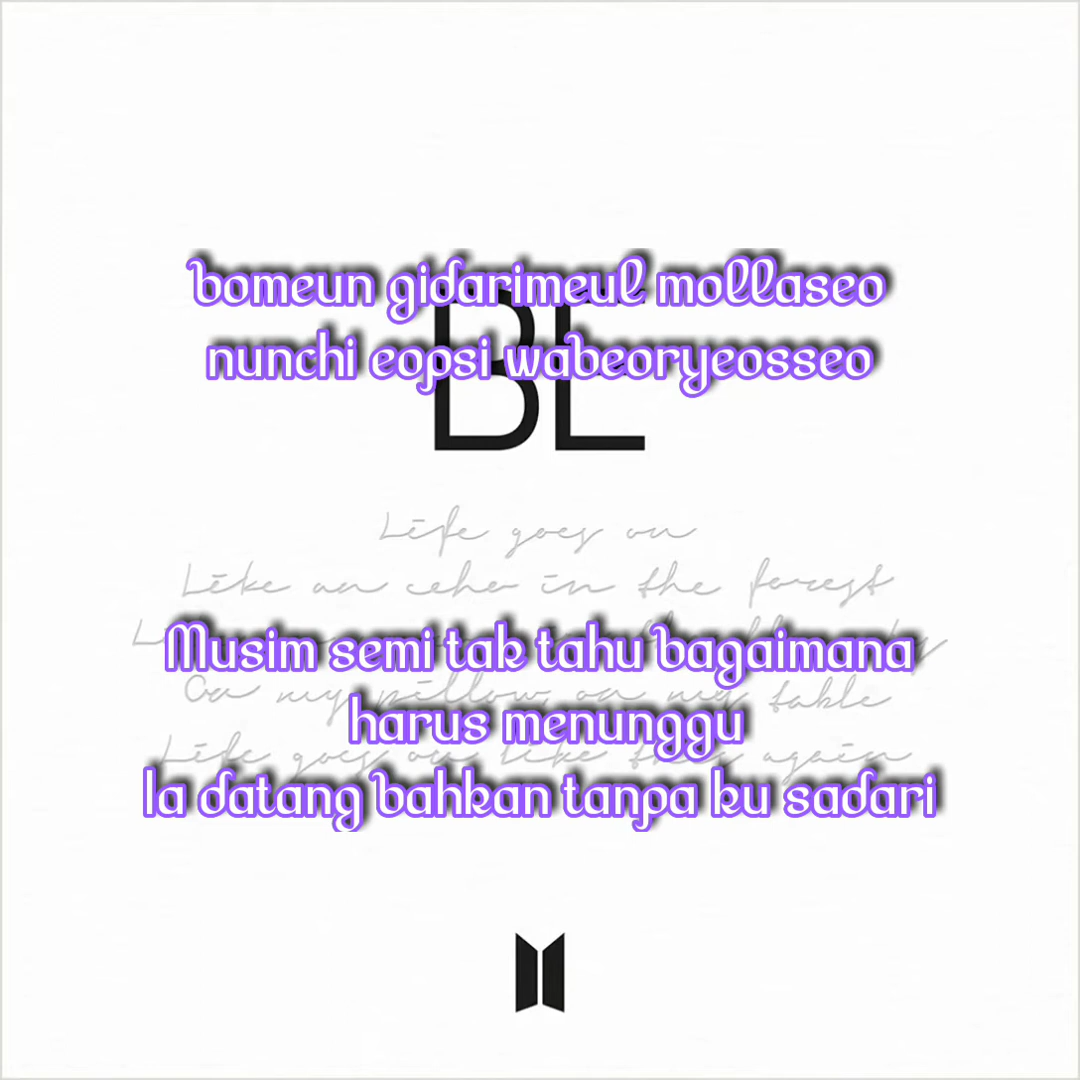 bomeun gidarimeul mollaseo
nunchi eopsi wabeoryeosseo
BE
Life goes on
Like an echo in the forest
Musim semi tak tahu bagaimana
On my pillow, on my table
harus menunggu
Life goes on like this again
Ia datang bahkan tanpa ku sadari